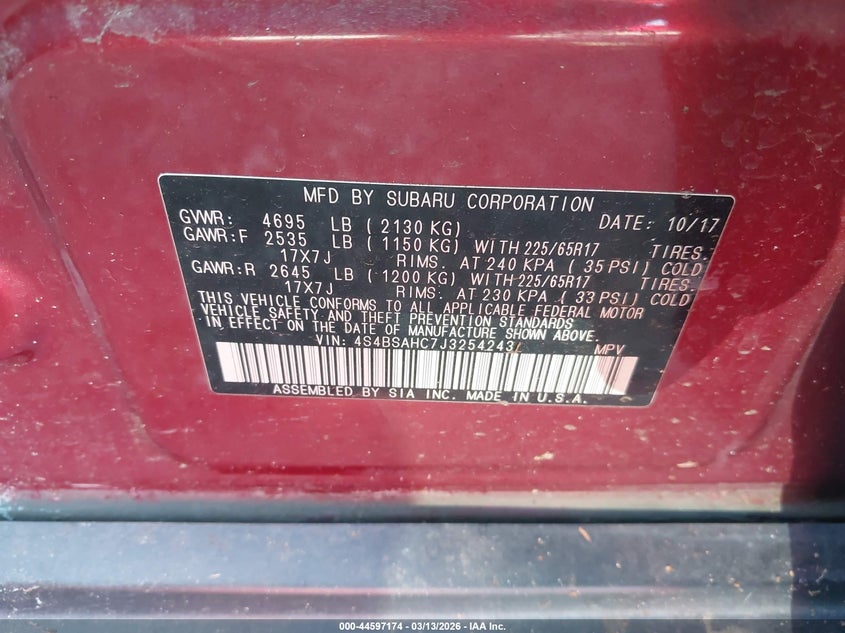 MFD BY SUBARU CORPORATION DATE: 10/17
GVWR: 4695 LB ( 2130 KG)
GAWR:F 2535 LB ( 1150 KG) WITH 225/65R17 TIRES.
17X7J RIMS. AT 240 KPA ( 35 PSI) COLD
GAWR:R 2645 LB ( 1200 KG) WITH 225/65R17 TIRES.
17X7J RIMS. AT 230 KPA ( 33 PSI) COLD
THIS VEHICLE CONFORMS TO ALL APPLICABLE FEDERAL MOTOR
VEHICLE SAFETY AND THEFT PREVENTION STANDARDS
IN EFFECT ON THE DATE OF MANUFACTURE SHOWN ABOVE.
VIN: 4S4BSAHC7J3254243 MPV
ASSEMBLED BY SIA INC. MADE IN U.S.A.
000-44597174 | 03/13/2026 - IAA Inc.